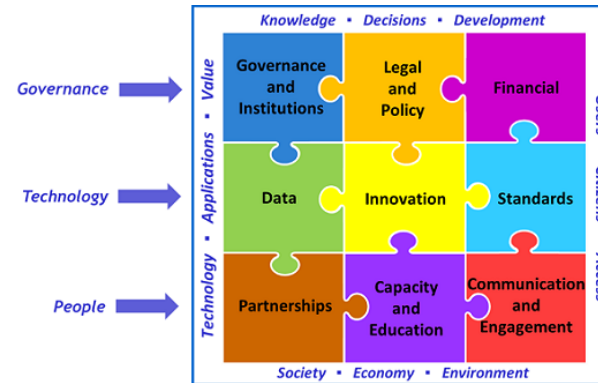 Knowledge ▪ Decisions ▪ Development
Governance
Technology
People
Technology ▪ Applications ▪ Value
Governance
and
Institutions
Legal
and
Policy
Financial
Data
Innovation
Standards
Partnerships
Capacity
and
Education
Communication
and
Engagement
Society ▪ Economy ▪ Environment